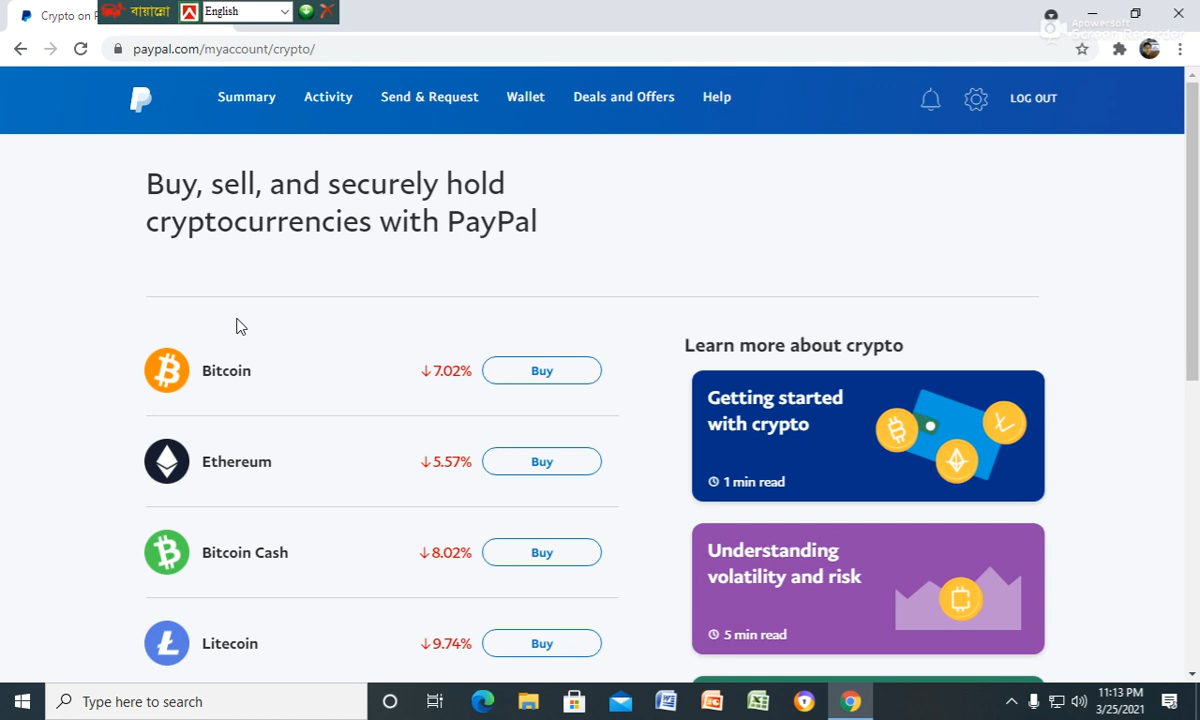 Crypto on P
বায়ান্নো
English
Apowersoft
Screen Recorder
paypal.com/myaccount/crypto/
Summary Activity Send & Request Wallet Deals and Offers Help LOG OUT
Buy, sell, and securely hold
cryptocurrencies with PayPal
Bitcoin ↓7.02% Buy
Ethereum ↓5.57% Buy
Bitcoin Cash ↓8.02% Buy
Litecoin ↓9.74% Buy
Learn more about crypto
Getting started
with crypto
1 min read
Understanding
volatility and risk
5 min read
Type here to search
11:13 PM
3/25/2021